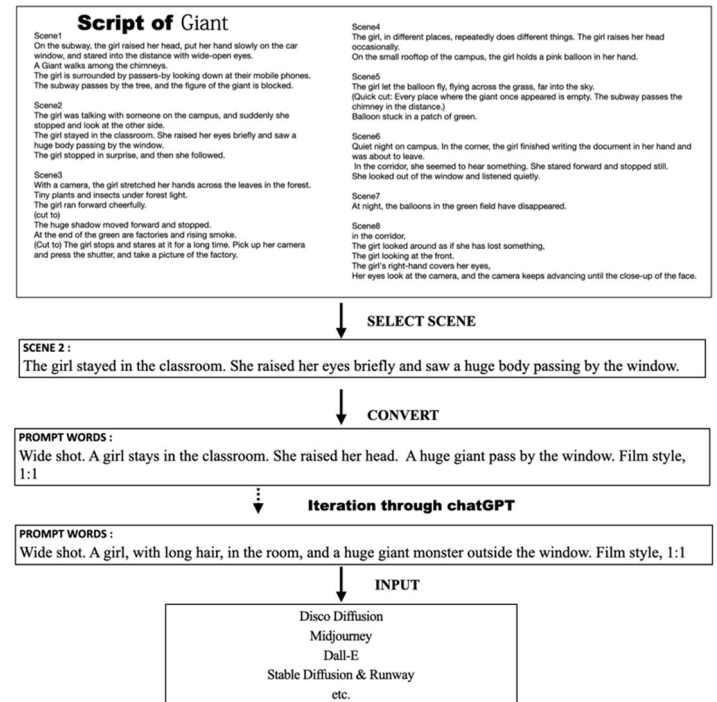 Script of Giant
Scene1
On the subway, the girl raised her head, put her hand slowly on the car
window, and stared into the distance with wide-open eyes.
A Giant walks among the chimneys.
The girl is surrounded by passers-by looking down at their mobile phones.
The subway passes by the tree, and the figure of the giant is blocked.
Scene2
The girl was talking with someone on the campus, and suddenly she
stopped and look at the other side.
The girl stayed in the classroom. She raised her eyes briefly and saw a
huge body passing by the window.
The girl stopped in surprise, and then she followed.
Scene3
With a camera, the girl stretched her hands across the leaves in the forest.
Tiny plants and insects under forest light.
The girl ran forward cheerfully.
(cut to)
The huge shadow moved forward and stopped.
At the end of the green are factories and rising smoke.
(Cut to) The girl stops and stares at it for a long time. Pick up her camera
and press the shutter, and take a picture of the factory.
Scene4
The girl, in different places, repeatedly does different things. The girl raises her head
occasionally.
On the small rooftop of the campus, the girl holds a pink balloon in her hand.
Scene5
The girl let the balloon fly, flying across the grass, far into the sky.
(Quick cut: Every place where the giant once appeared is empty. The subway passes the
chimney in the distance.)
Balloon stuck in a patch of green.
Scene6
Quiet night on campus. In the corner, the girl finished writing the document in her hand and
was about to leave.
In the corridor, she seemed to hear something. She stared forward and stopped still.
She looked out of the window and listened quietly.
Scene7
At night, the balloons in the green field have disappeared.
Scene8
in the corridor,
The girl looked around as if she has lost something,
The girl looking at the front.
The girl's right-hand covers her eyes,
Her eyes look at the camera, and the camera keeps advancing until the close-up of the face.
SELECT SCENE
SCENE 2 :
The girl stayed in the classroom. She raised her eyes briefly and saw a huge body passing by the window.
CONVERT
PROMPT WORDS :
Wide shot. A girl stays in the classroom. She raised her head. A huge giant pass by the window. Film style,
1:1
Iteration through chatGPT
PROMPT WORDS :
Wide shot. A girl, with long hair, in the room, and a huge giant monster outside the window. Film style, 1:1
INPUT
Disco Diffusion
Midjourney
Dall-E
Stable Diffusion & Runway
etc.